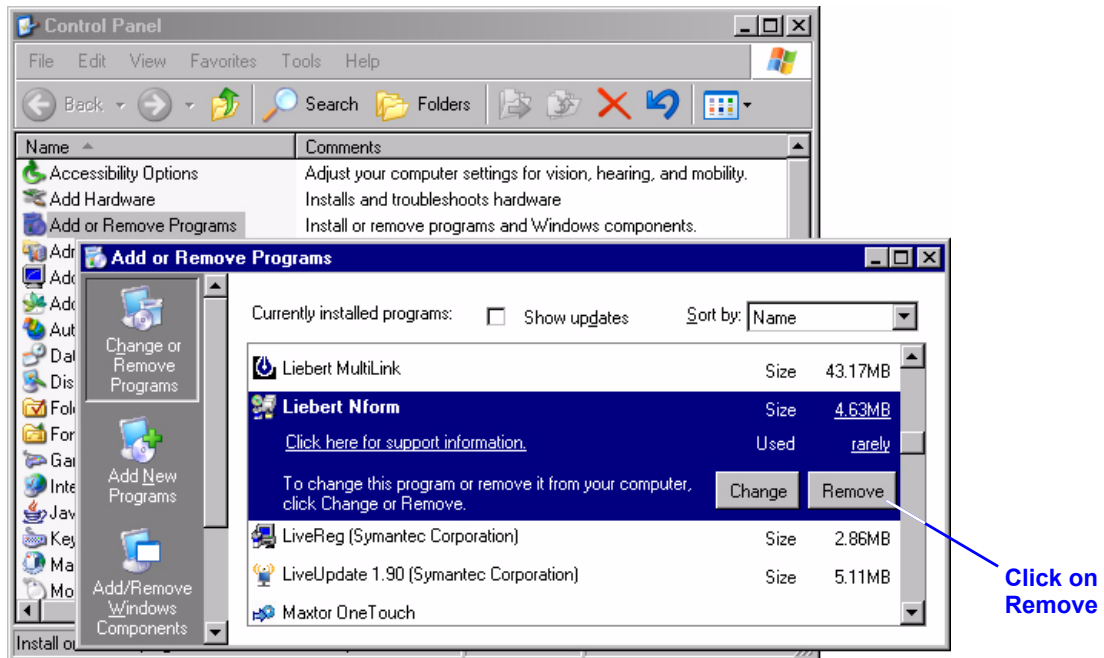 Control Panel
File Edit View Favorites Tools Help
Back Search Folders
Name Comments
Accessibility Options Adjust your computer settings for vision, hearing, and mobility.
Add Hardware Installs and troubleshoots hardware
Add or Remove Programs Install or remove programs and Windows components.
Add or Remove Programs
Currently installed programs: Show updates Sort by: Name
Change or
Remove
Programs
Add New
Programs
Add/Remove
Windows
Components
Liebert MultiLink Size 43.17MB
Liebert Nform Size 4.63MB
Click here for support information. Used rarely
To change this program or remove it from your computer,
click Change or Remove.
Change Remove
LiveReg (Symantec Corporation) Size 2.86MB
LiveUpdate 1.90 (Symantec Corporation) Size 5.11MB
Maxtor OneTouch
Install o
Click on
Remove